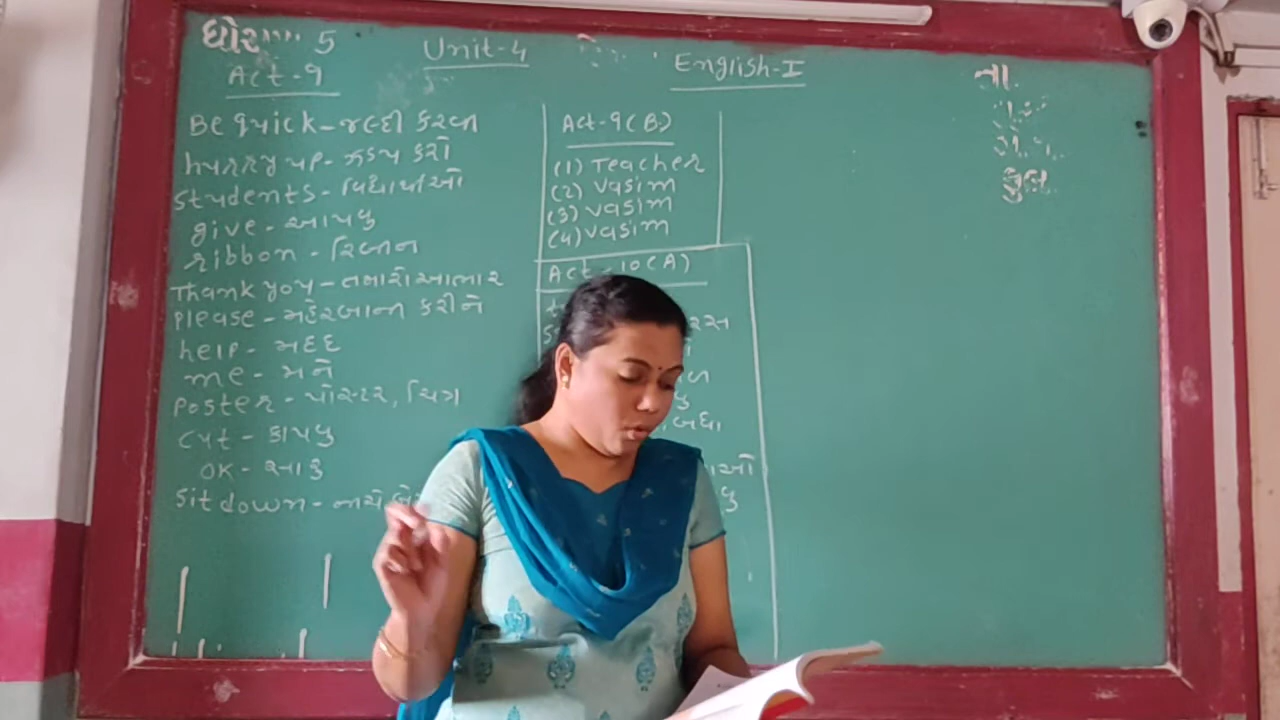 ધોરણ 5
Unit-4
English-I
Act-9
Be quick-જલ્દી કરવી
hurry up-ઝડપ કરો
students-વિદ્યાર્થીઓ
give-આપવુ
ribbon-રિબીન
Thank you-તમારો આભાર
please-મહેરબાની કરીને
help-મદદ
me-મને
poster-પોસ્ટર, ચિત્ર
cut-કાપવુ
OK-સારૂ
sit down-નીચે
Act-9(B)
(1) Teacher
(2) Vasim
(3) Vasim
(4) Vasim
Act-10(A)
તા.
કુલ